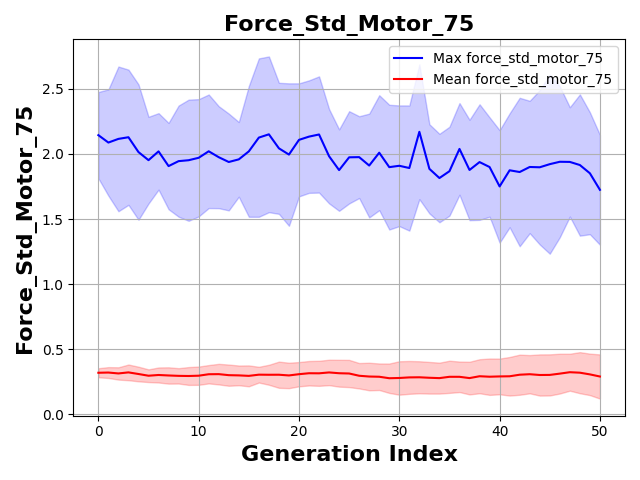 Force_Std_Motor_75
Max force_std_motor_75
Mean force_std_motor_75
Force_Std_Motor_75
2.5
2.0
1.5
1.0
0.5
0.0
0 10 20 30 40 50
Generation Index